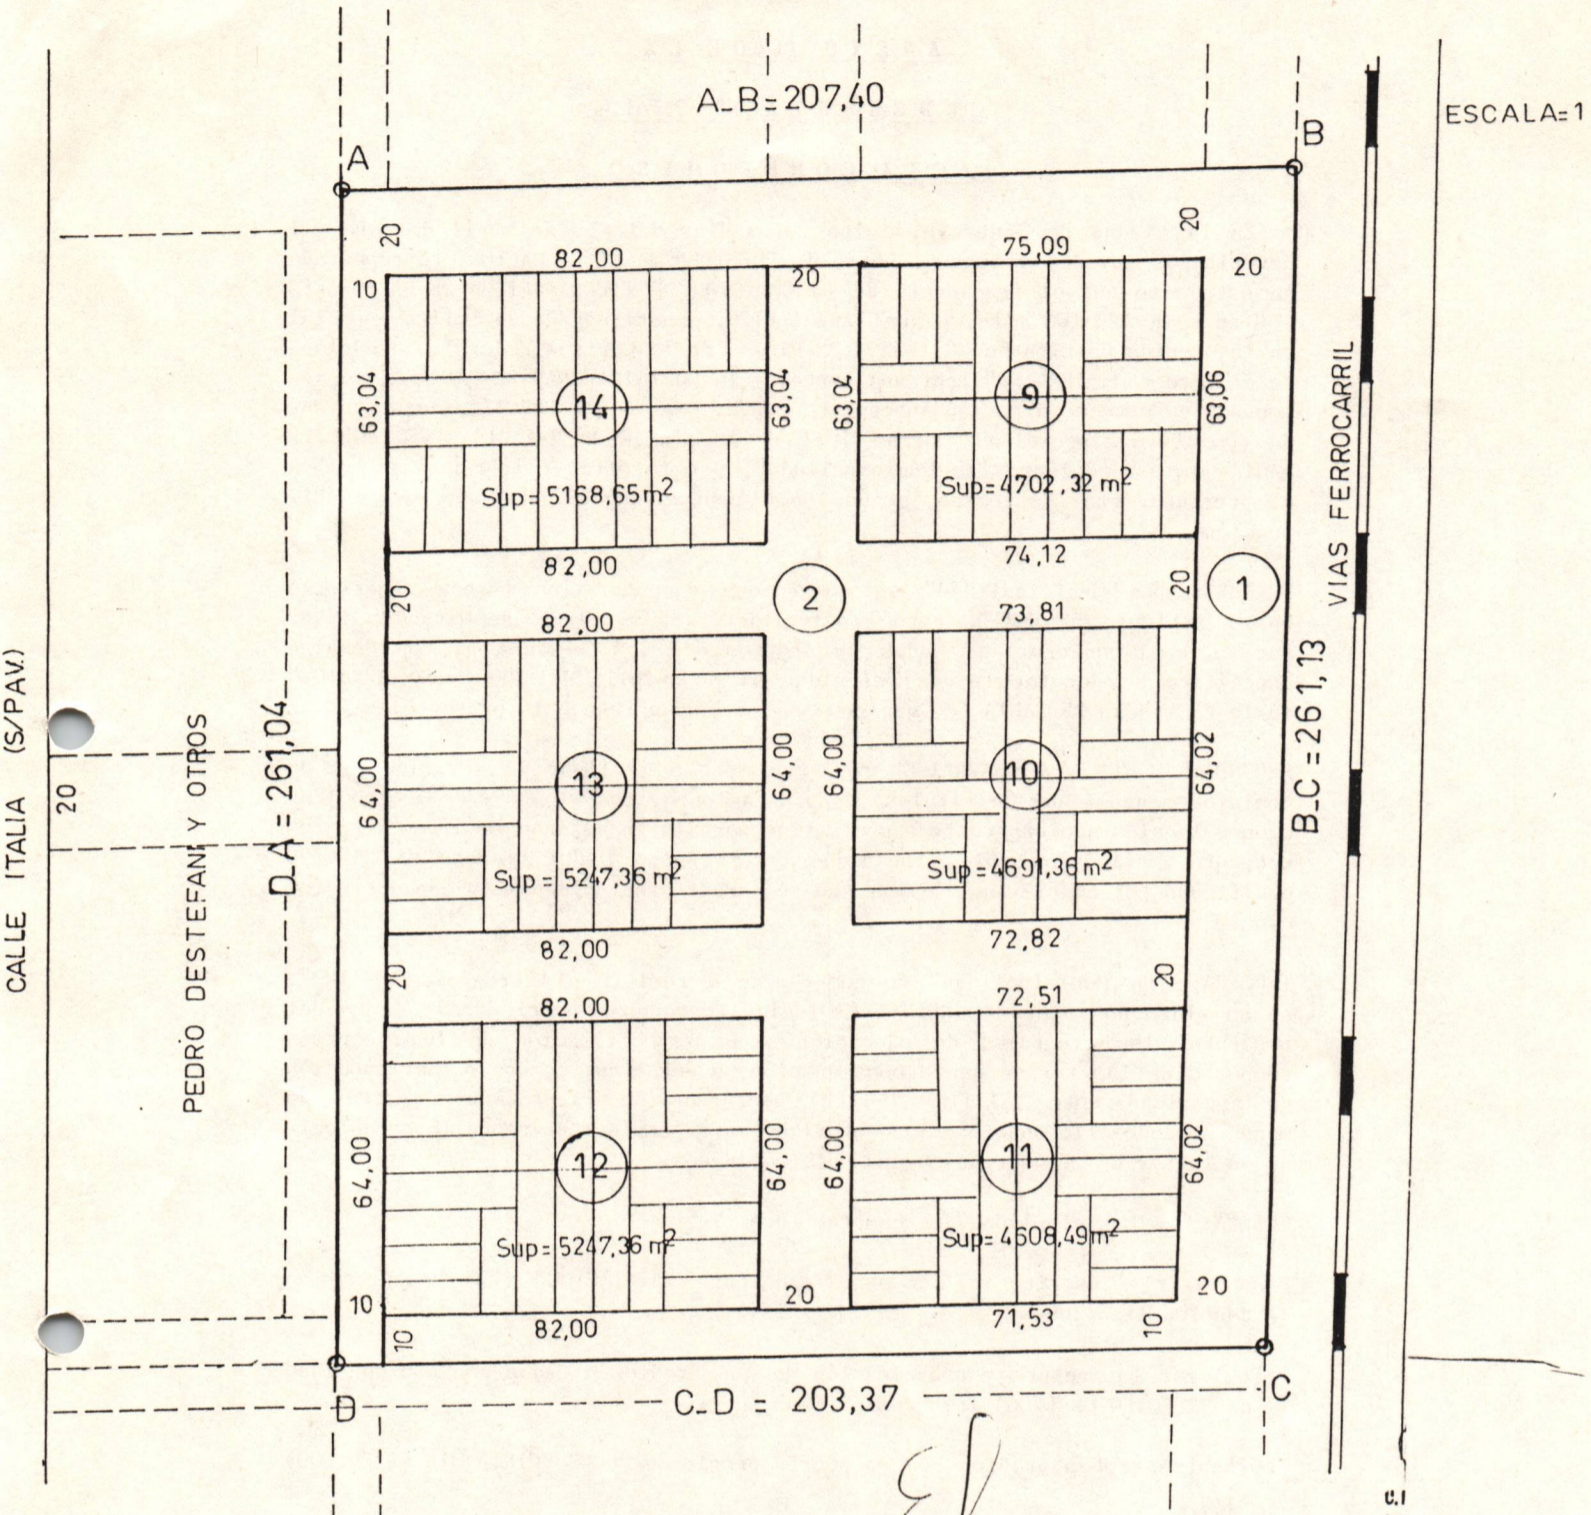 A_B=207,40
ESCALA=1
A
B
20
20
82,00
75,09
10
20
20
63,04
14
63,04
63,04
9
63,06
Sup=5168,65m²
Sup=4702,32 m²
82,00
74,12
20
2
20
1
82,00
73,81
VIAS FERROCARRIL
CALLE ITALIA (S/PAV.)
20
PEDRO DESTEFANI Y OTROS
D_A = 261,04
64,00
13
64,00
64,00
10
64,02
B_C = 261,13
Sup= 5247,36 m²
Sup=4691,36 m²
82,00
72,82
20
20
82,00
72,51
64,00
12
64,00
64,00
11
64,02
Sup= 5247,36 m²
Sup= 4608,49m²
10
20
20
82,00
71,53
10
10
D
C_D = 203,37
C